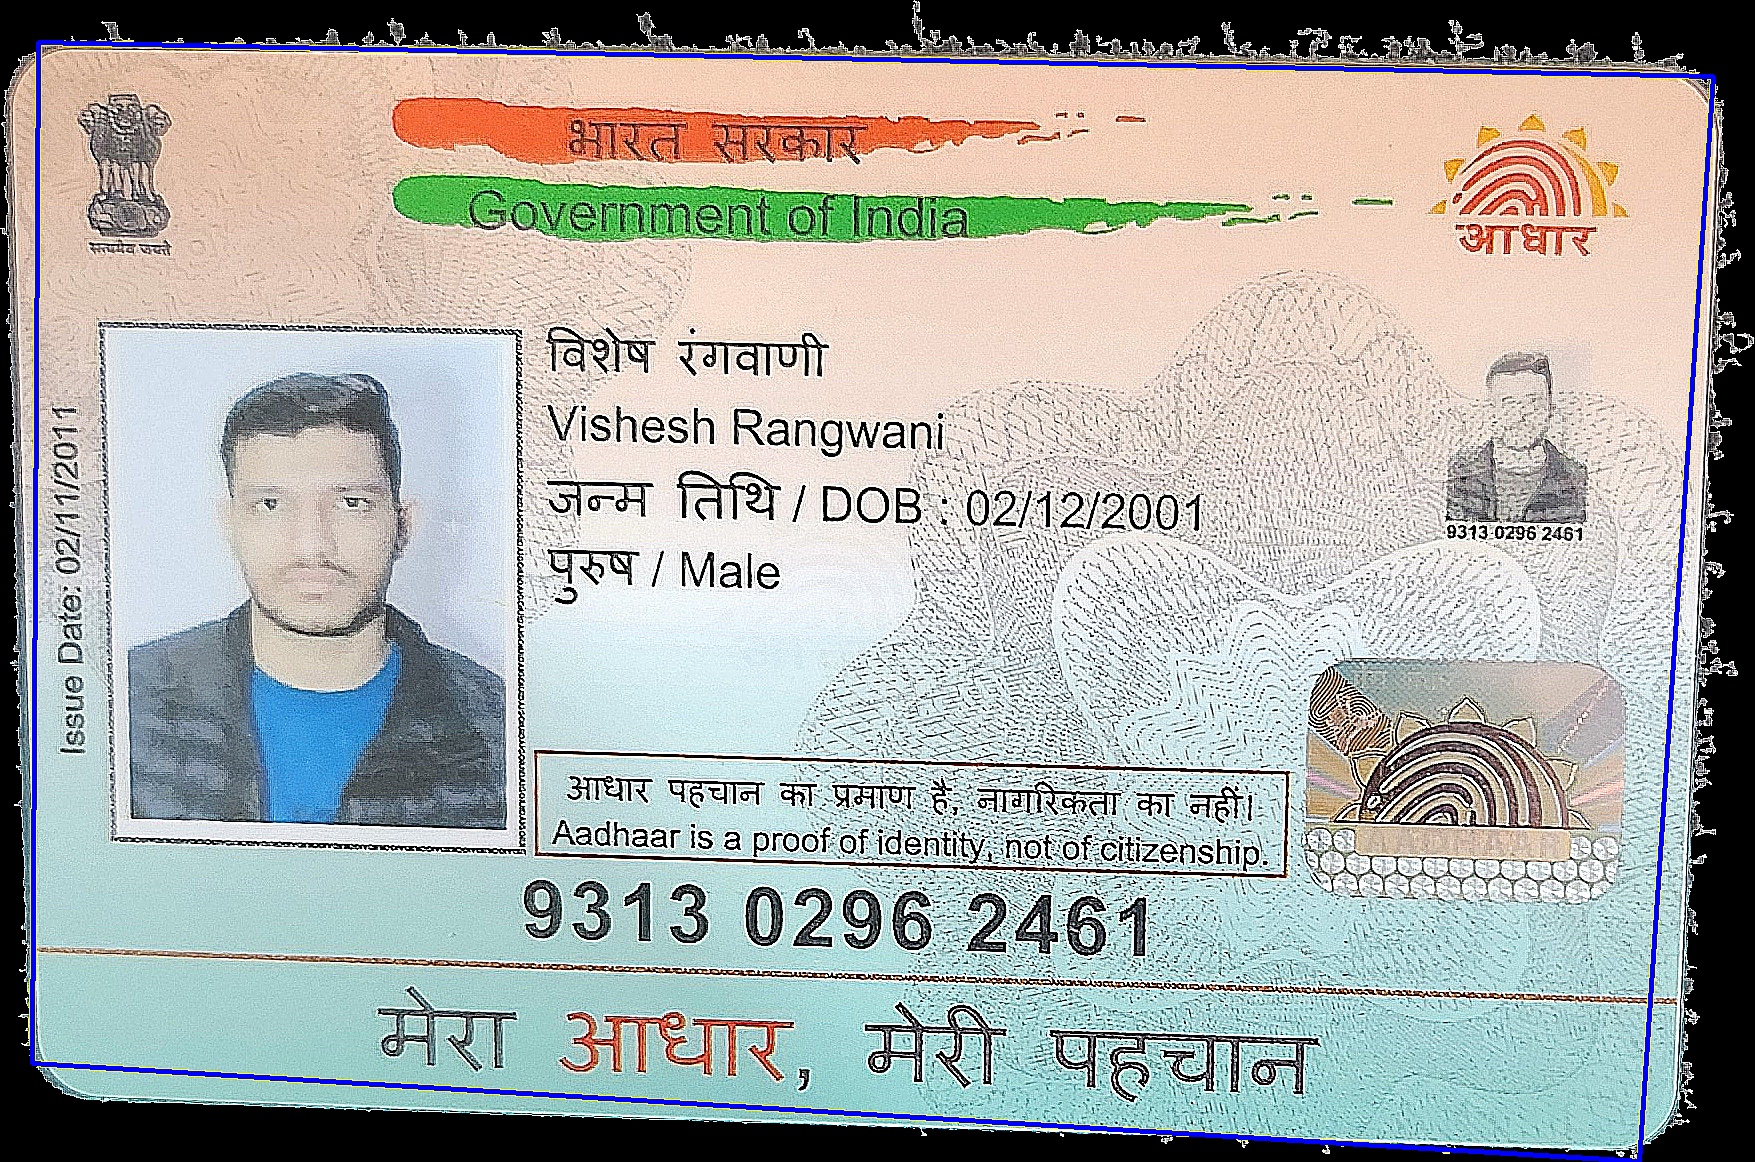 भारत सरकार
Government of India
सत्यमेव जयते
आधार
Issue Date: 02/11/2011
विशेष रंगवाणी
Vishesh Rangwani
जन्म तिथि / DOB : 02/12/2001
पुरुष / Male
9313 0296 2461
आधार पहचान का प्रमाण है, नागरिकता का नहीं।
Aadhaar is a proof of identity, not of citizenship.
9313 0296 2461
मेरा आधार, मेरी पहचान